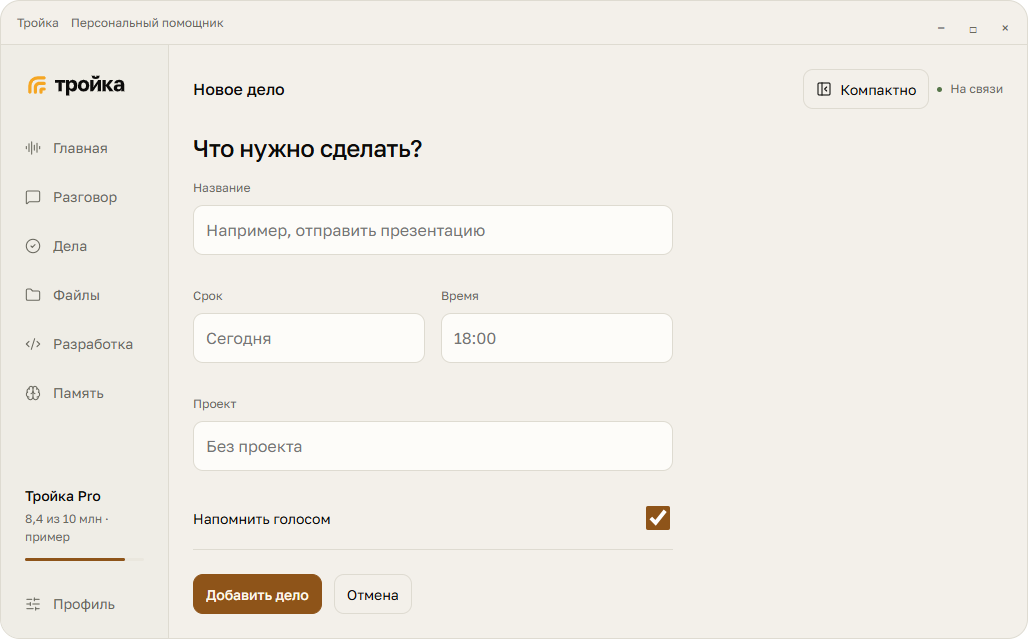 Тройка Персональный помощник
тройка
Главная
Разговор
Дела
Файлы
Разработка
Память
Тройка Pro
8,4 из 10 млн ·
пример
Профиль
Новое дело
Компактно
На связи
Что нужно сделать?
Название
Например, отправить презентацию
Срок
Время
Сегодня
18:00
Проект
Без проекта
Напомнить голосом
Добавить дело
Отмена